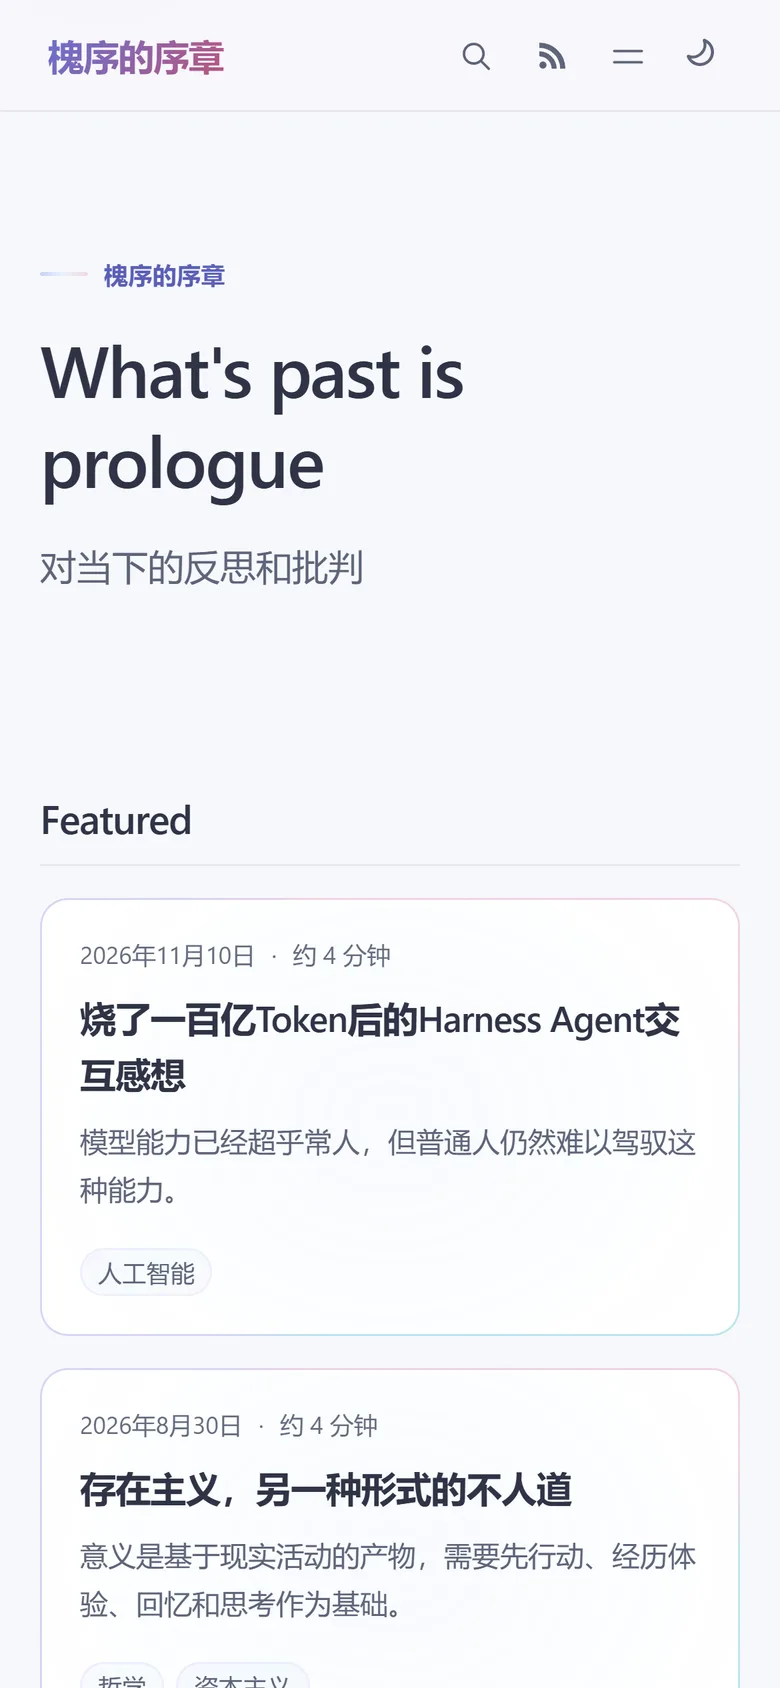 槐序的序章
槐序的序章
What's past is
prologue
对当下的反思和批判
Featured
2026年11月10日 · 约 4 分钟
烧了一百亿Token后的Harness Agent交
互感想
模型能力已经超乎常人，但普通人仍然难以驾驭这
种能力。
人工智能
2026年8月30日 · 约 4 分钟
存在主义，另一种形式的不人道
意义是基于现实活动的产物，需要先行动、经历体
验、回忆和思考作为基础。
哲学 资本主义